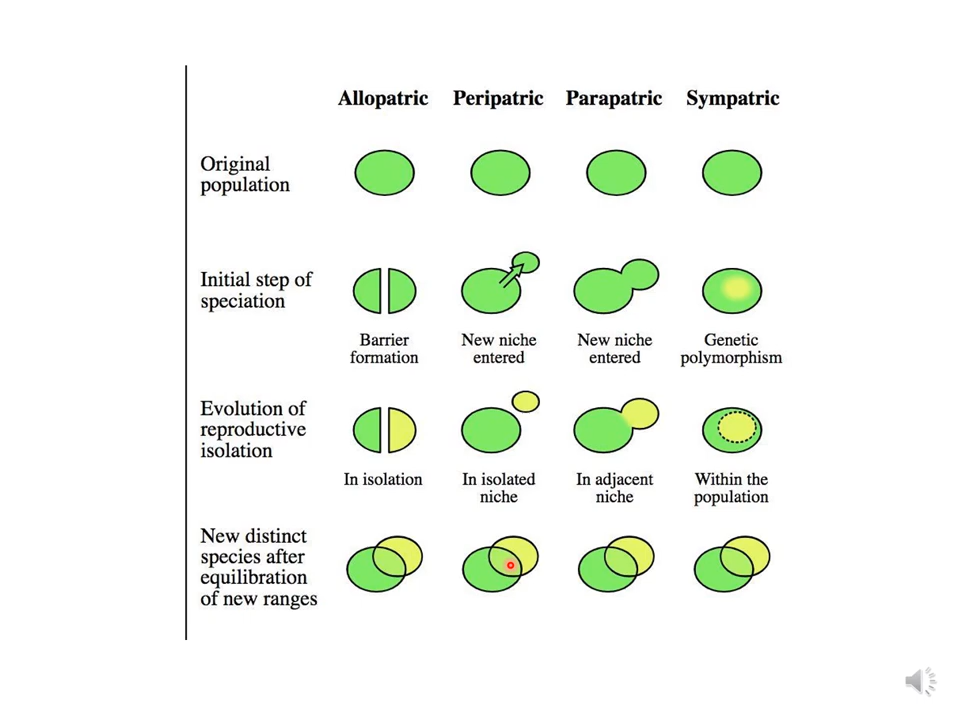 Allopatric Peripatric Parapatric Sympatric
Original
population
Initial step of
speciation
Barrier
formation
New niche
entered
New niche
entered
Genetic
polymorphism
Evolution of
reproductive
isolation
In isolation
In isolated
niche
In adjacent
niche
Within the
population
New distinct
species after
equilibration
of new ranges